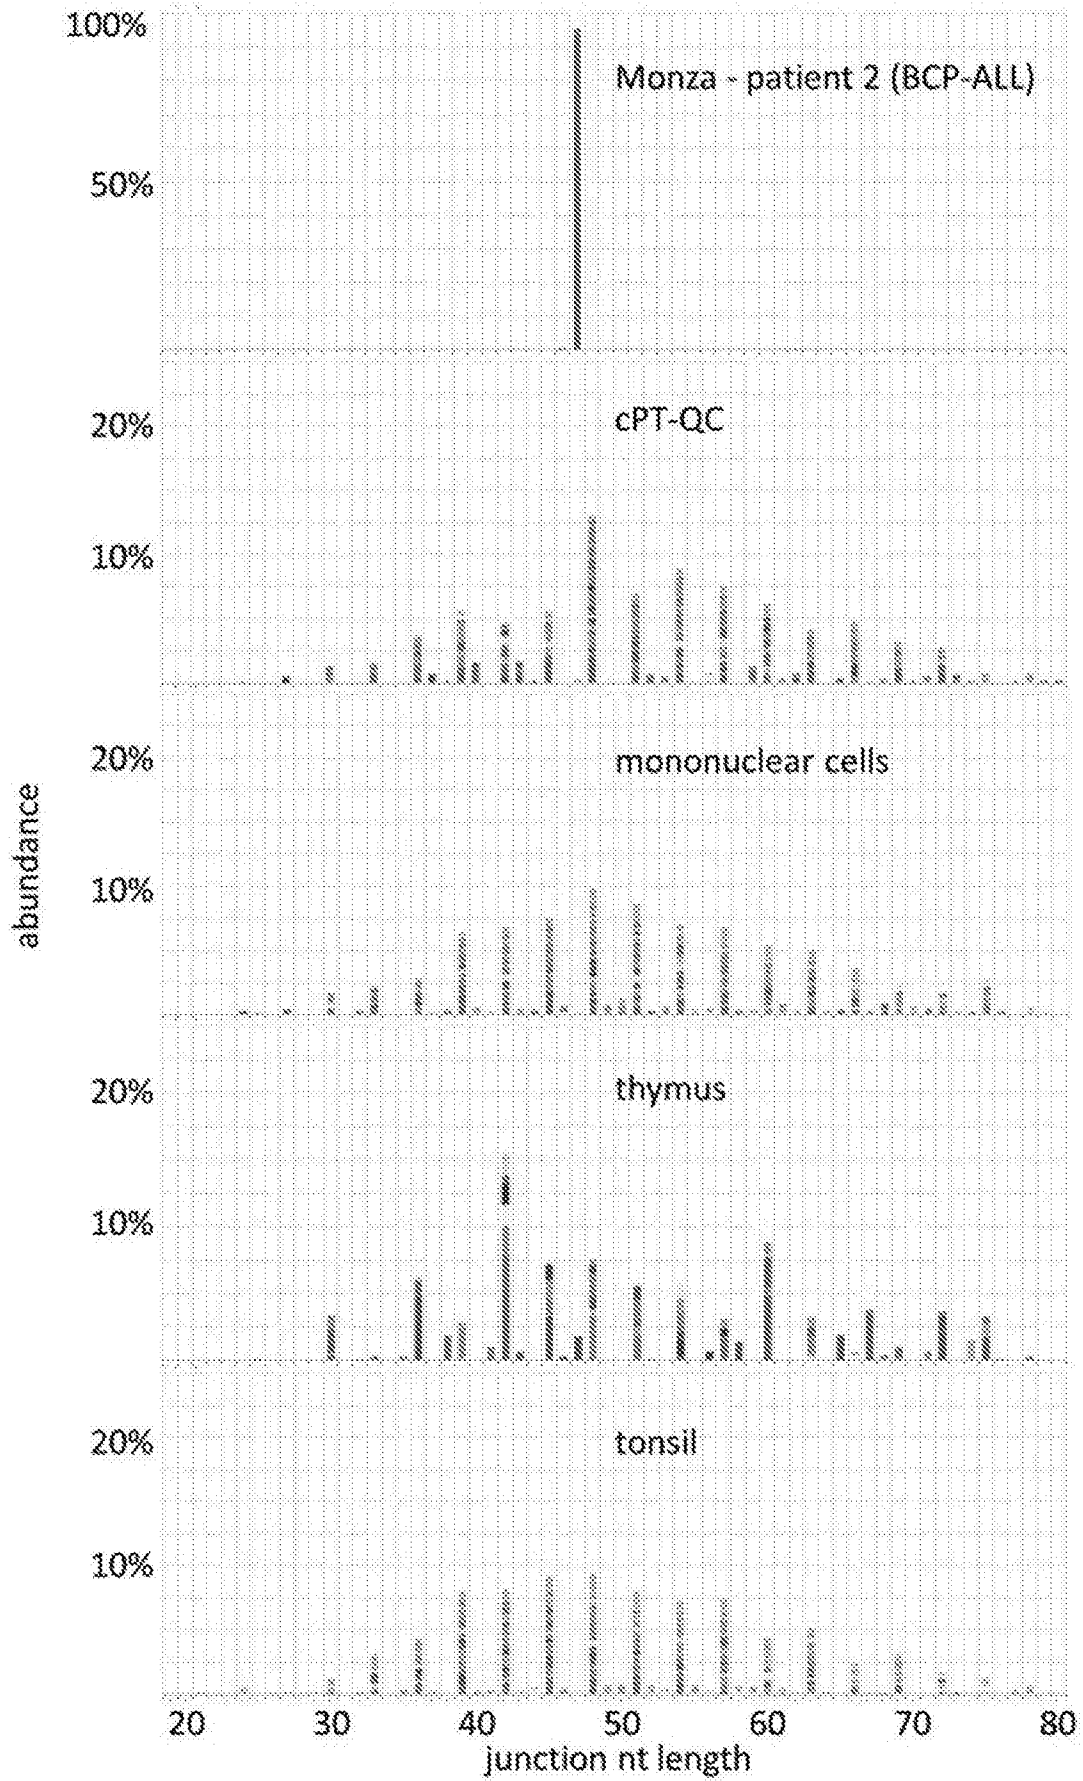 100%
Monza - patient 2 (BCP-ALL)
50%
20%
cPT-QC
10%
20%
mononuclear cells
10%
abundance
20%
thymus
10%
20%
tonsil
10%
20 30 40 50 60 70 80
junction nt length